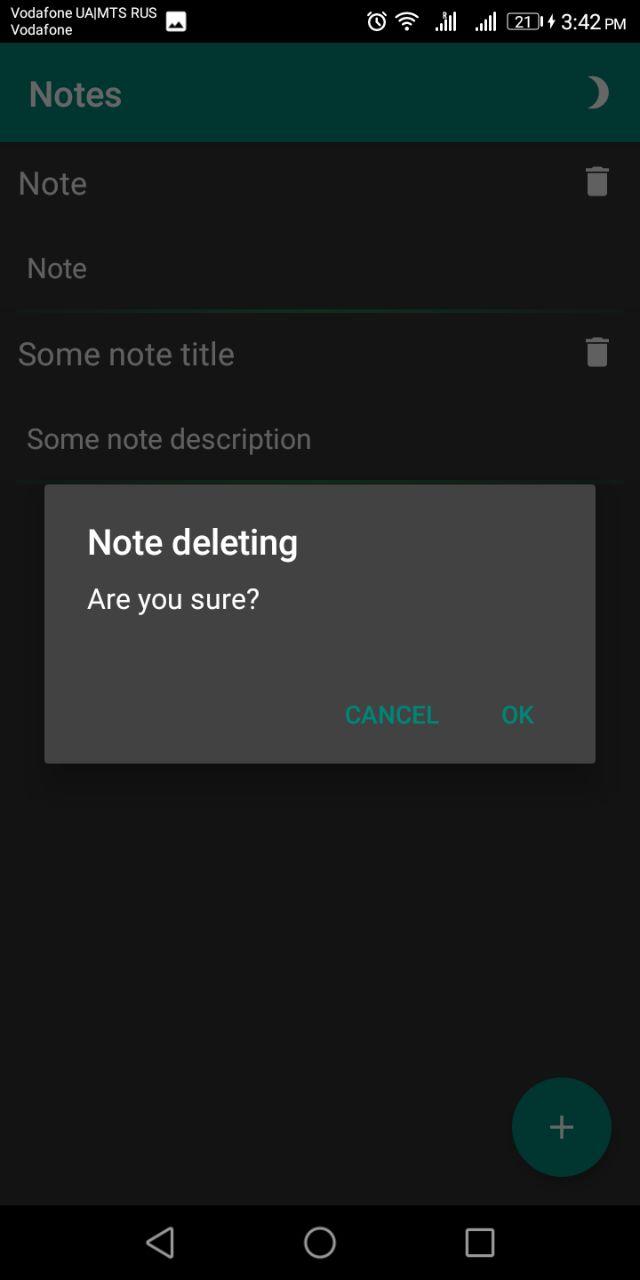 Vodafone UA|MTS RUS
Vodafone
21
3:42 PM
Notes
Note
Note
Some note title
Some note description
Note deleting
Are you sure?
CANCEL OK